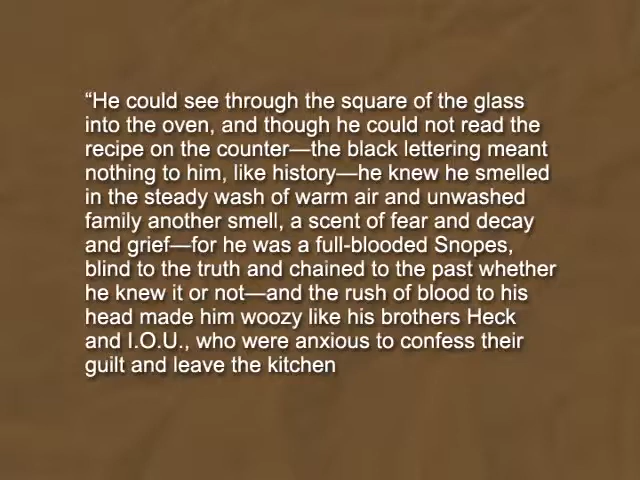 “He could see through the square of the glass
into the oven, and though he could not read the
recipe on the counter—the black lettering meant
nothing to him, like history—he knew he smelled
in the steady wash of warm air and unwashed
family another smell, a scent of fear and decay
and grief—for he was a full-blooded Snopes,
blind to the truth and chained to the past whether
he knew it or not—and the rush of blood to his
head made him woozy like his brothers Heck
and I.O.U., who were anxious to confess their
guilt and leave the kitchen